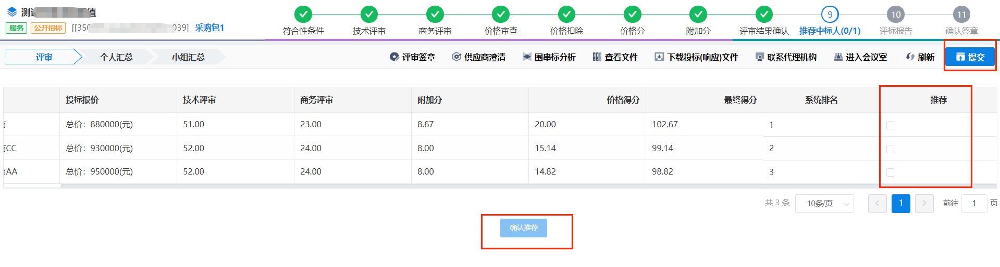 值
服务 公开招标 039] 采购包1
符合性条件 技术评审 商务评审 价格审查 价格扣除 价格分 附加分 评审结果确认 9 推荐中标人(0/1) 10 评标报告 11 确认签章
评审 个人汇总 小组汇总
评审签章 供应商澄清 围串标分析 查看文件 下载投标(响应)文件 联系代理机构 进入会议室 刷新 提交
投标报价 技术评审 商务评审 附加分 价格得分 最终得分 系统排名 推荐
总价：880000(元) 51.00 23.00 8.67 20.00 102.67 1
CC 总价：930000(元) 52.00 24.00 8.00 15.14 99.14 2
AA 总价：950000(元) 52.00 24.00 8.00 14.82 98.82 3
共 3 条 10条/页 1 前往 1 页
确认推荐